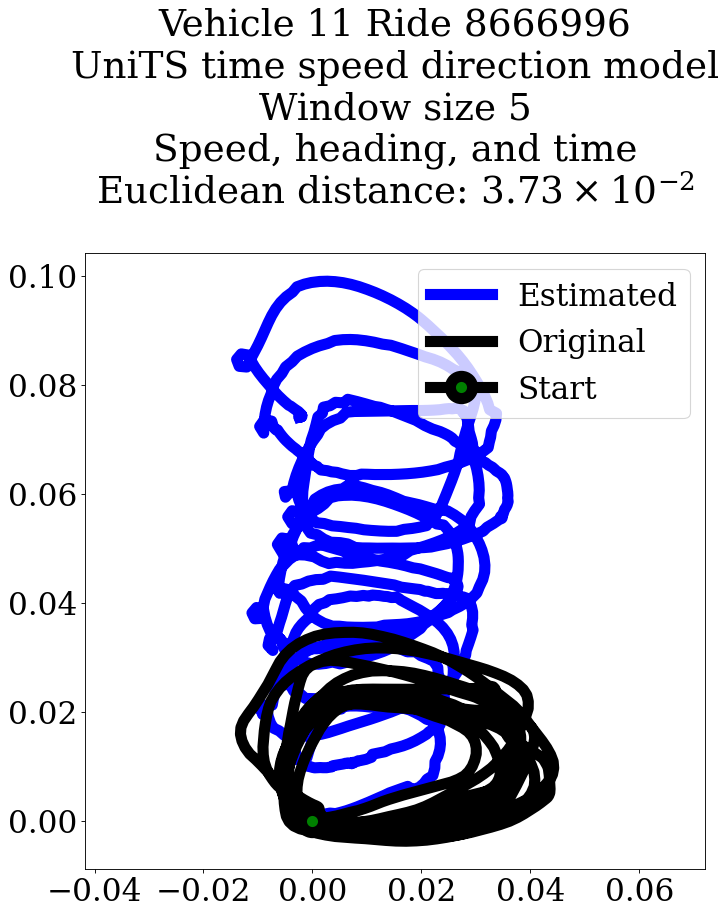 Vehicle 11 Ride 8666996
UniTS time speed direction model
Window size 5
Speed, heading, and time
Euclidean distance: 3.73 × 10⁻²
0.10
0.08
0.06
0.04
0.02
0.00
Estimated
Original
Start
−0.04 −0.02 0.00 0.02 0.04 0.06